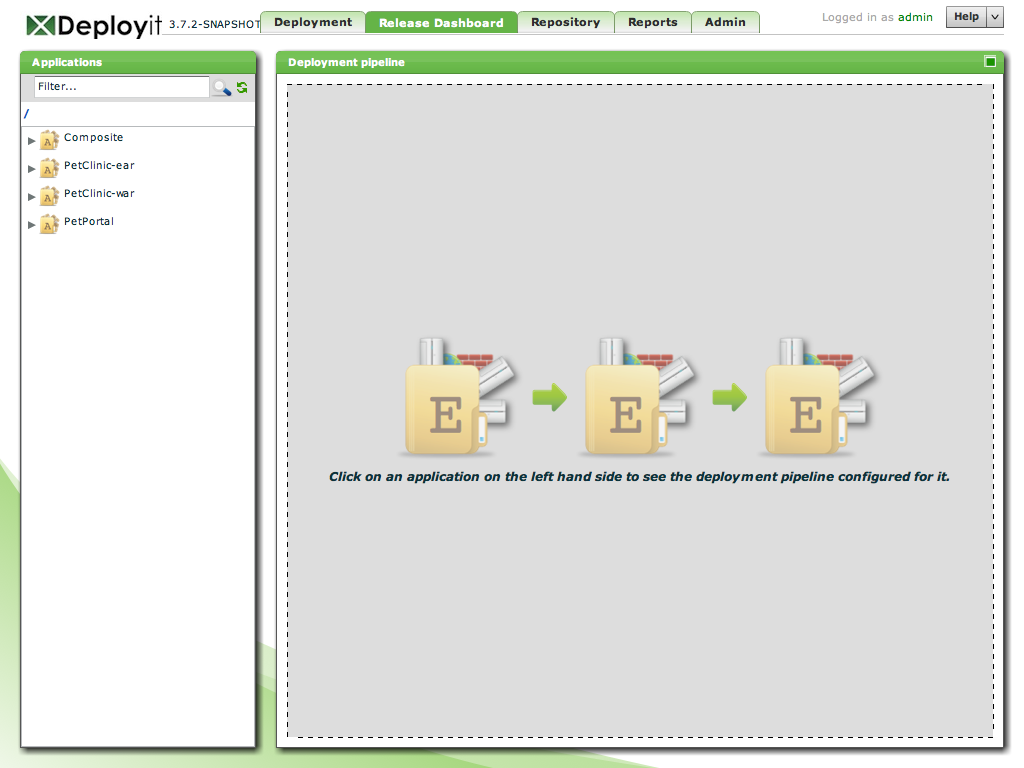 Deployit 3.7.2-SNAPSHOT
Deployment Release Dashboard Repository Reports Admin
Logged in as admin Help
Applications
Filter...
/
A Composite
A PetClinic-ear
A PetClinic-war
A PetPortal
Deployment pipeline
E E E
Click on an application on the left hand side to see the deployment pipeline configured for it.